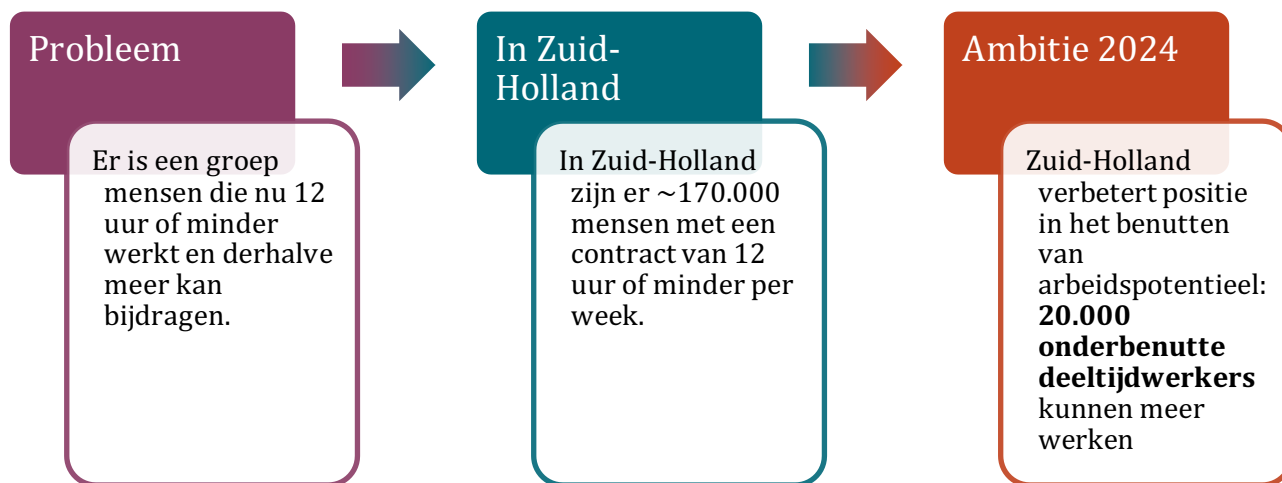 Probleem
Er is een groep
mensen die nu 12
uur of minder
werkt en derhalve
meer kan
bijdragen.
In Zuid-
Holland
In Zuid-Holland
zijn er ~170.000
mensen met een
contract van 12
uur of minder per
week.
Ambitie 2024
Zuid-Holland
verbetert positie
in het benutten
van
arbeidspotentieel:
20.000
onderbenutte
deeltijdwerkers
kunnen meer
werken